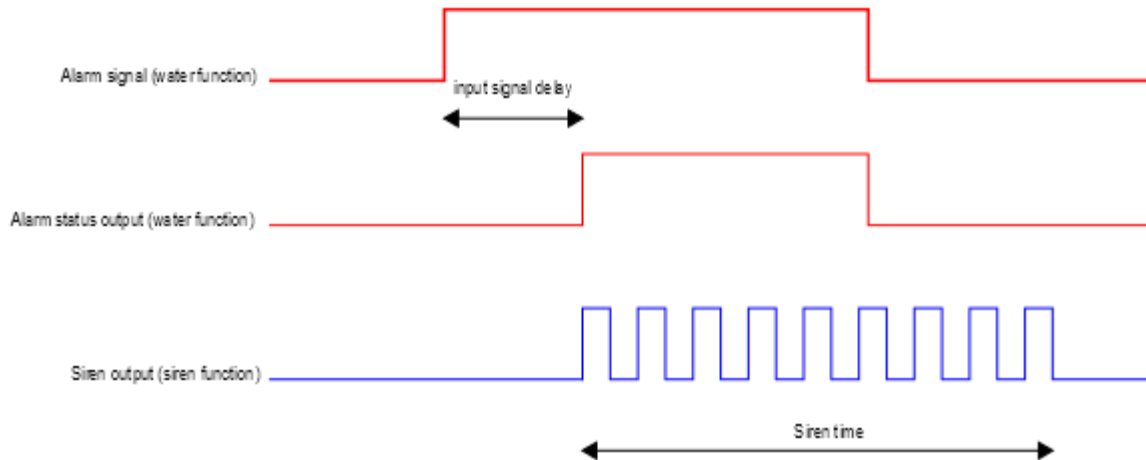 Alarm signal (water function)
input signal delay
Alarm status output (water function)
Siren output (siren function)
Siren time